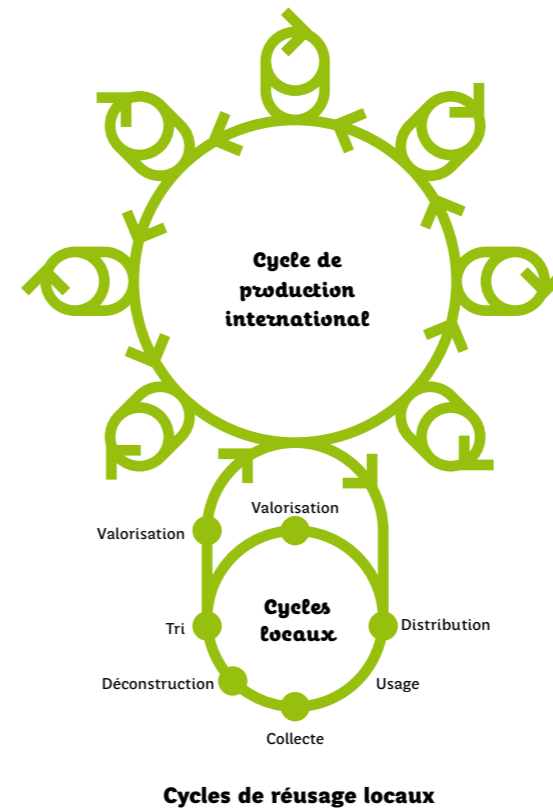 Cycle de
production
international
Valorisation
Valorisation
Cycles
locaux
Tri
Distribution
Déconstruction
Usage
Collecte
Cycles de réusage locaux